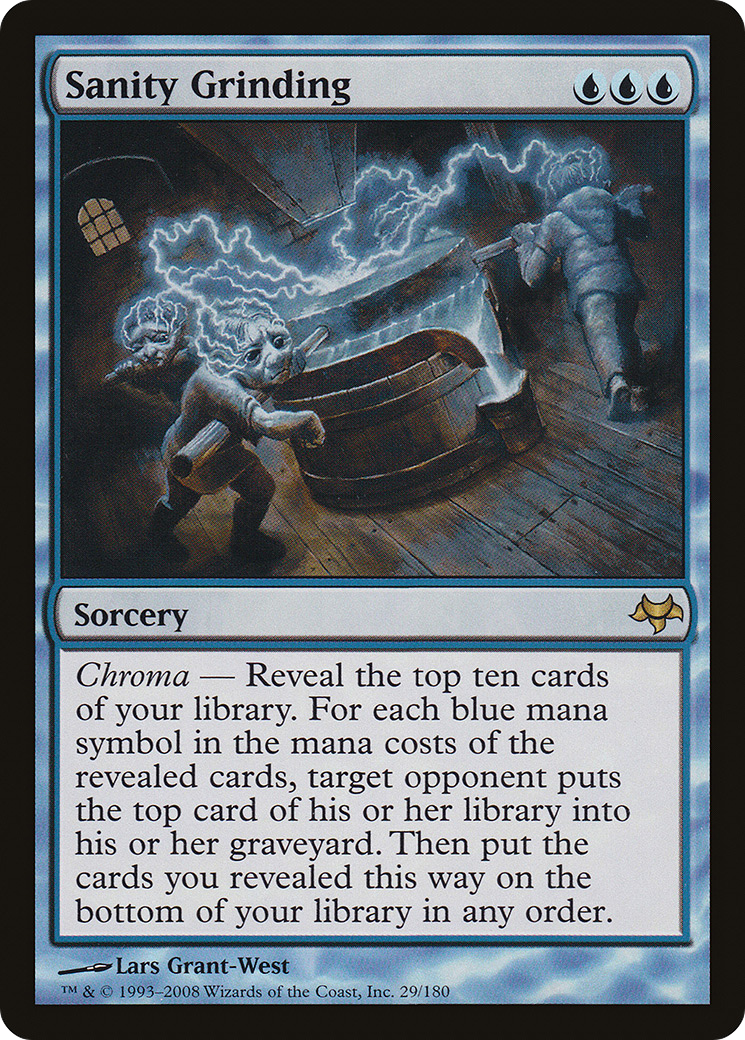 Sanity Grinding
Sorcery
Chroma — Reveal the top ten cards
of your library. For each blue mana
symbol in the mana costs of the
revealed cards, target opponent puts
the top card of his or her library into
his or her graveyard. Then put the
cards you revealed this way on the
bottom of your library in any order.
Lars Grant-West
™ & © 1993–2008 Wizards of the Coast, Inc. 29/180